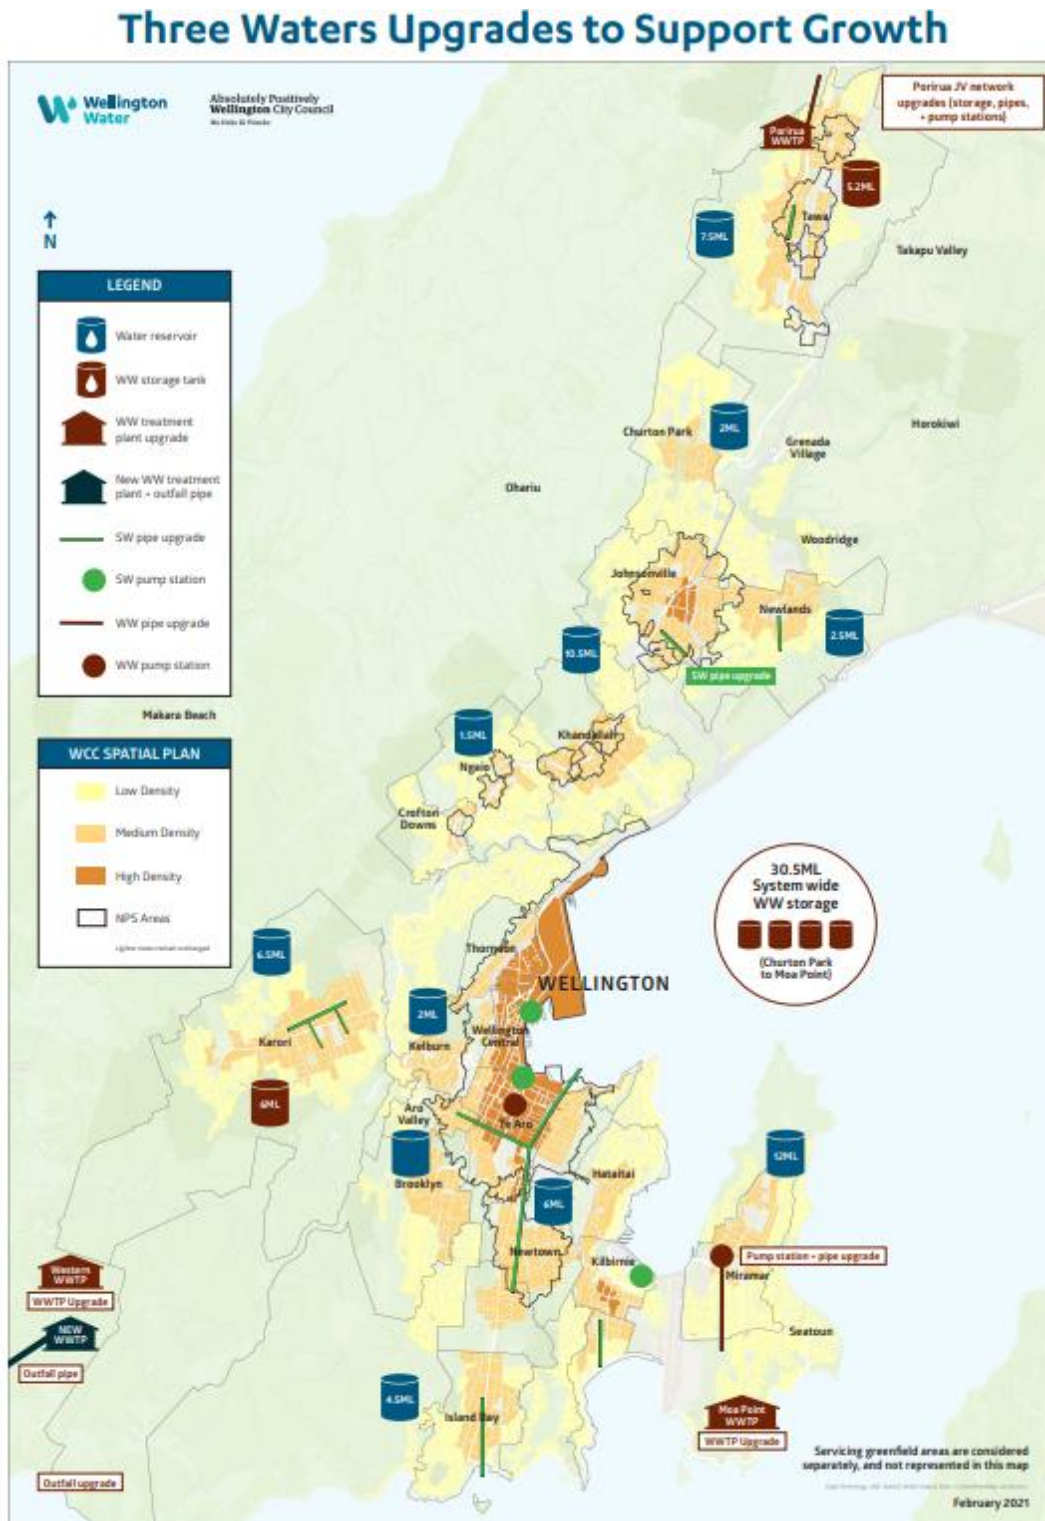 Three Waters Upgrades to Support Growth
Wellington
Water
Absolutely Positively
Wellington City Council
Me Heke Ki Pōneke
Porirua JV network
upgrades (storage, pipes,
+ pump stations)
Porirua
WWTP
5.2ML
Tawa
7.5ML
Takapu Valley
N
LEGEND
Water reservoir
WW storage tank
WW treatment
plant upgrade
New WW treatment
plant + outfall pipe
SW pipe upgrade
SW pump station
WW pipe upgrade
WW pump station
Churton Park
2ML
Grenada
Village
Horokiwi
Ohariu
Woodridge
Johnsonville
Newlands
2.5ML
10.5ML
SW pipe upgrade
Makara Beach
1.5ML
Khandallah
Ngaio
Crofton
Downs
WCC SPATIAL PLAN
Low Density
Medium Density
High Density
NPS Areas
30.5ML
System wide
WW storage
(Churton Park
to Moa Point)
Thorndon
WELLINGTON
6.5ML
2ML
Wellington
Central
Kelburn
Karori
6ML
Aro
Valley
Te Aro
Brooklyn
Hataitai
12ML
6ML
Newtown
Kilbirnie
Pump station + pipe upgrade
Miramar
Seatoun
Western
WWTP
WWTP Upgrade
NEW
WWTP
Outfall pipe
4.5ML
Island Bay
Moa Point
WWTP
WWTP Upgrade
Outfall upgrade
Servicing greenfield areas are considered
separately, and not represented in this map
February 2021